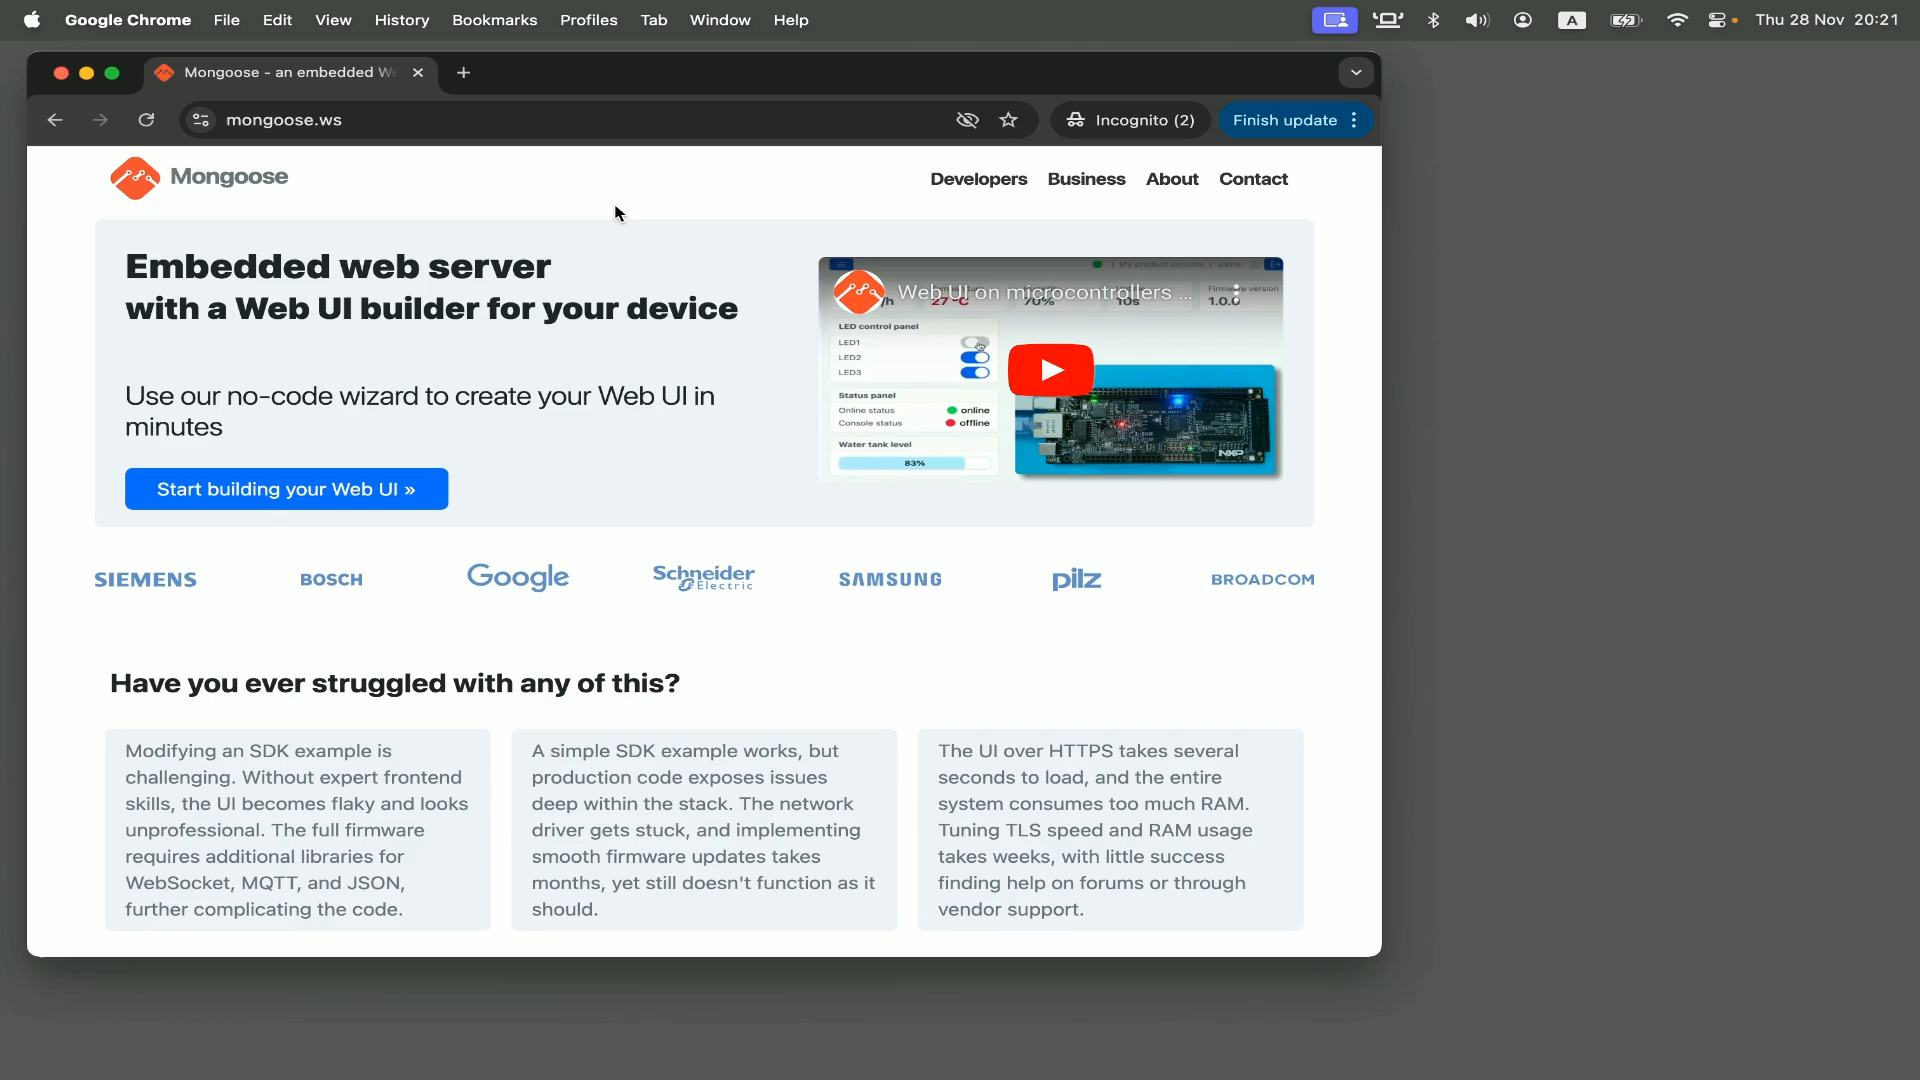 Google Chrome File Edit View History Bookmarks Profiles Tab Window Help A Thu 28 Nov 20:21
Mongoose - an embedded W
mongoose.ws Incognito (2) Finish update
Mongoose Developers Business About Contact
Embedded web server
with a Web UI builder for your device
Use our no-code wizard to create your Web UI in
minutes
Start building your Web UI »
My product console | admin
Web UI on microcontrollers ...
Firmware version
27 °C 70% 10s 1.0.0
LED control panel
LED1
LED2
LED3
Status panel
Online status online
Console status offline
Water tank level
83%
NXP
SIEMENS BOSCH Google Schneider Electric SAMSUNG pilz BROADCOM
Have you ever struggled with any of this?
Modifying an SDK example is
challenging. Without expert frontend
skills, the UI becomes flaky and looks
unprofessional. The full firmware
requires additional libraries for
WebSocket, MQTT, and JSON,
further complicating the code.
A simple SDK example works, but
production code exposes issues
deep within the stack. The network
driver gets stuck, and implementing
smooth firmware updates takes
months, yet still doesn't function as it
should.
The UI over HTTPS takes several
seconds to load, and the entire
system consumes too much RAM.
Tuning TLS speed and RAM usage
takes weeks, with little success
finding help on forums or through
vendor support.